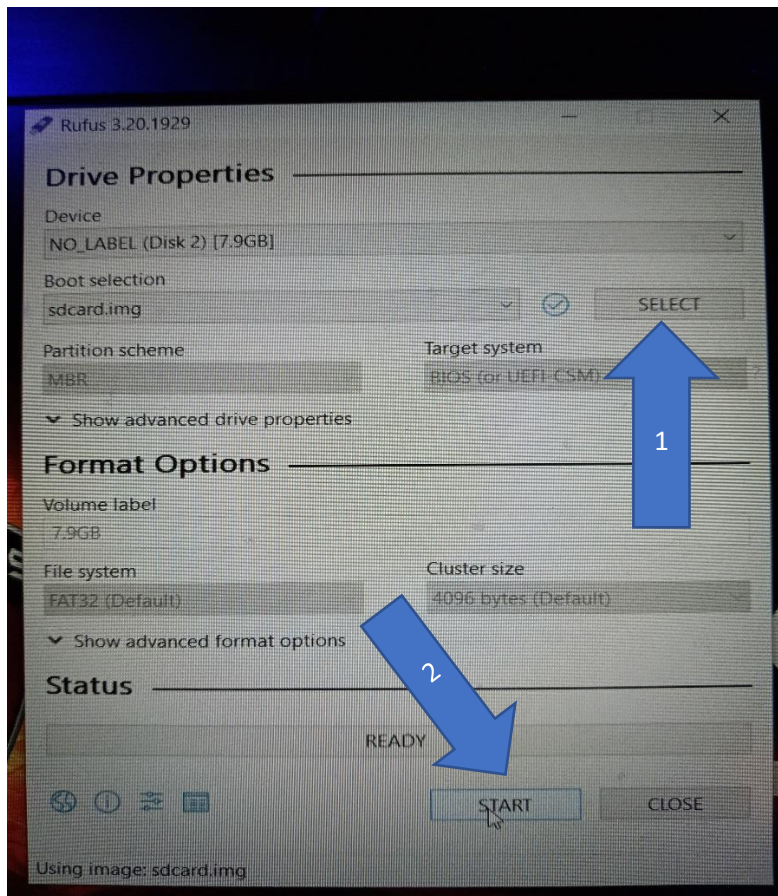 Rufus 3.20.1929
Drive Properties
Device
NO_LABEL (Disk 2) [7.9GB]
Boot selection
sdcard.img
SELECT
Partition scheme
Target system
MBR
BIOS (or UEFI-CSM)
?
Show advanced drive properties
1
Format Options
Volume label
7.9GB
File system
Cluster size
FAT32 (Default)
4096 bytes (Default)
Show advanced format options
2
Status
READY
START
CLOSE
Using image: sdcard.img